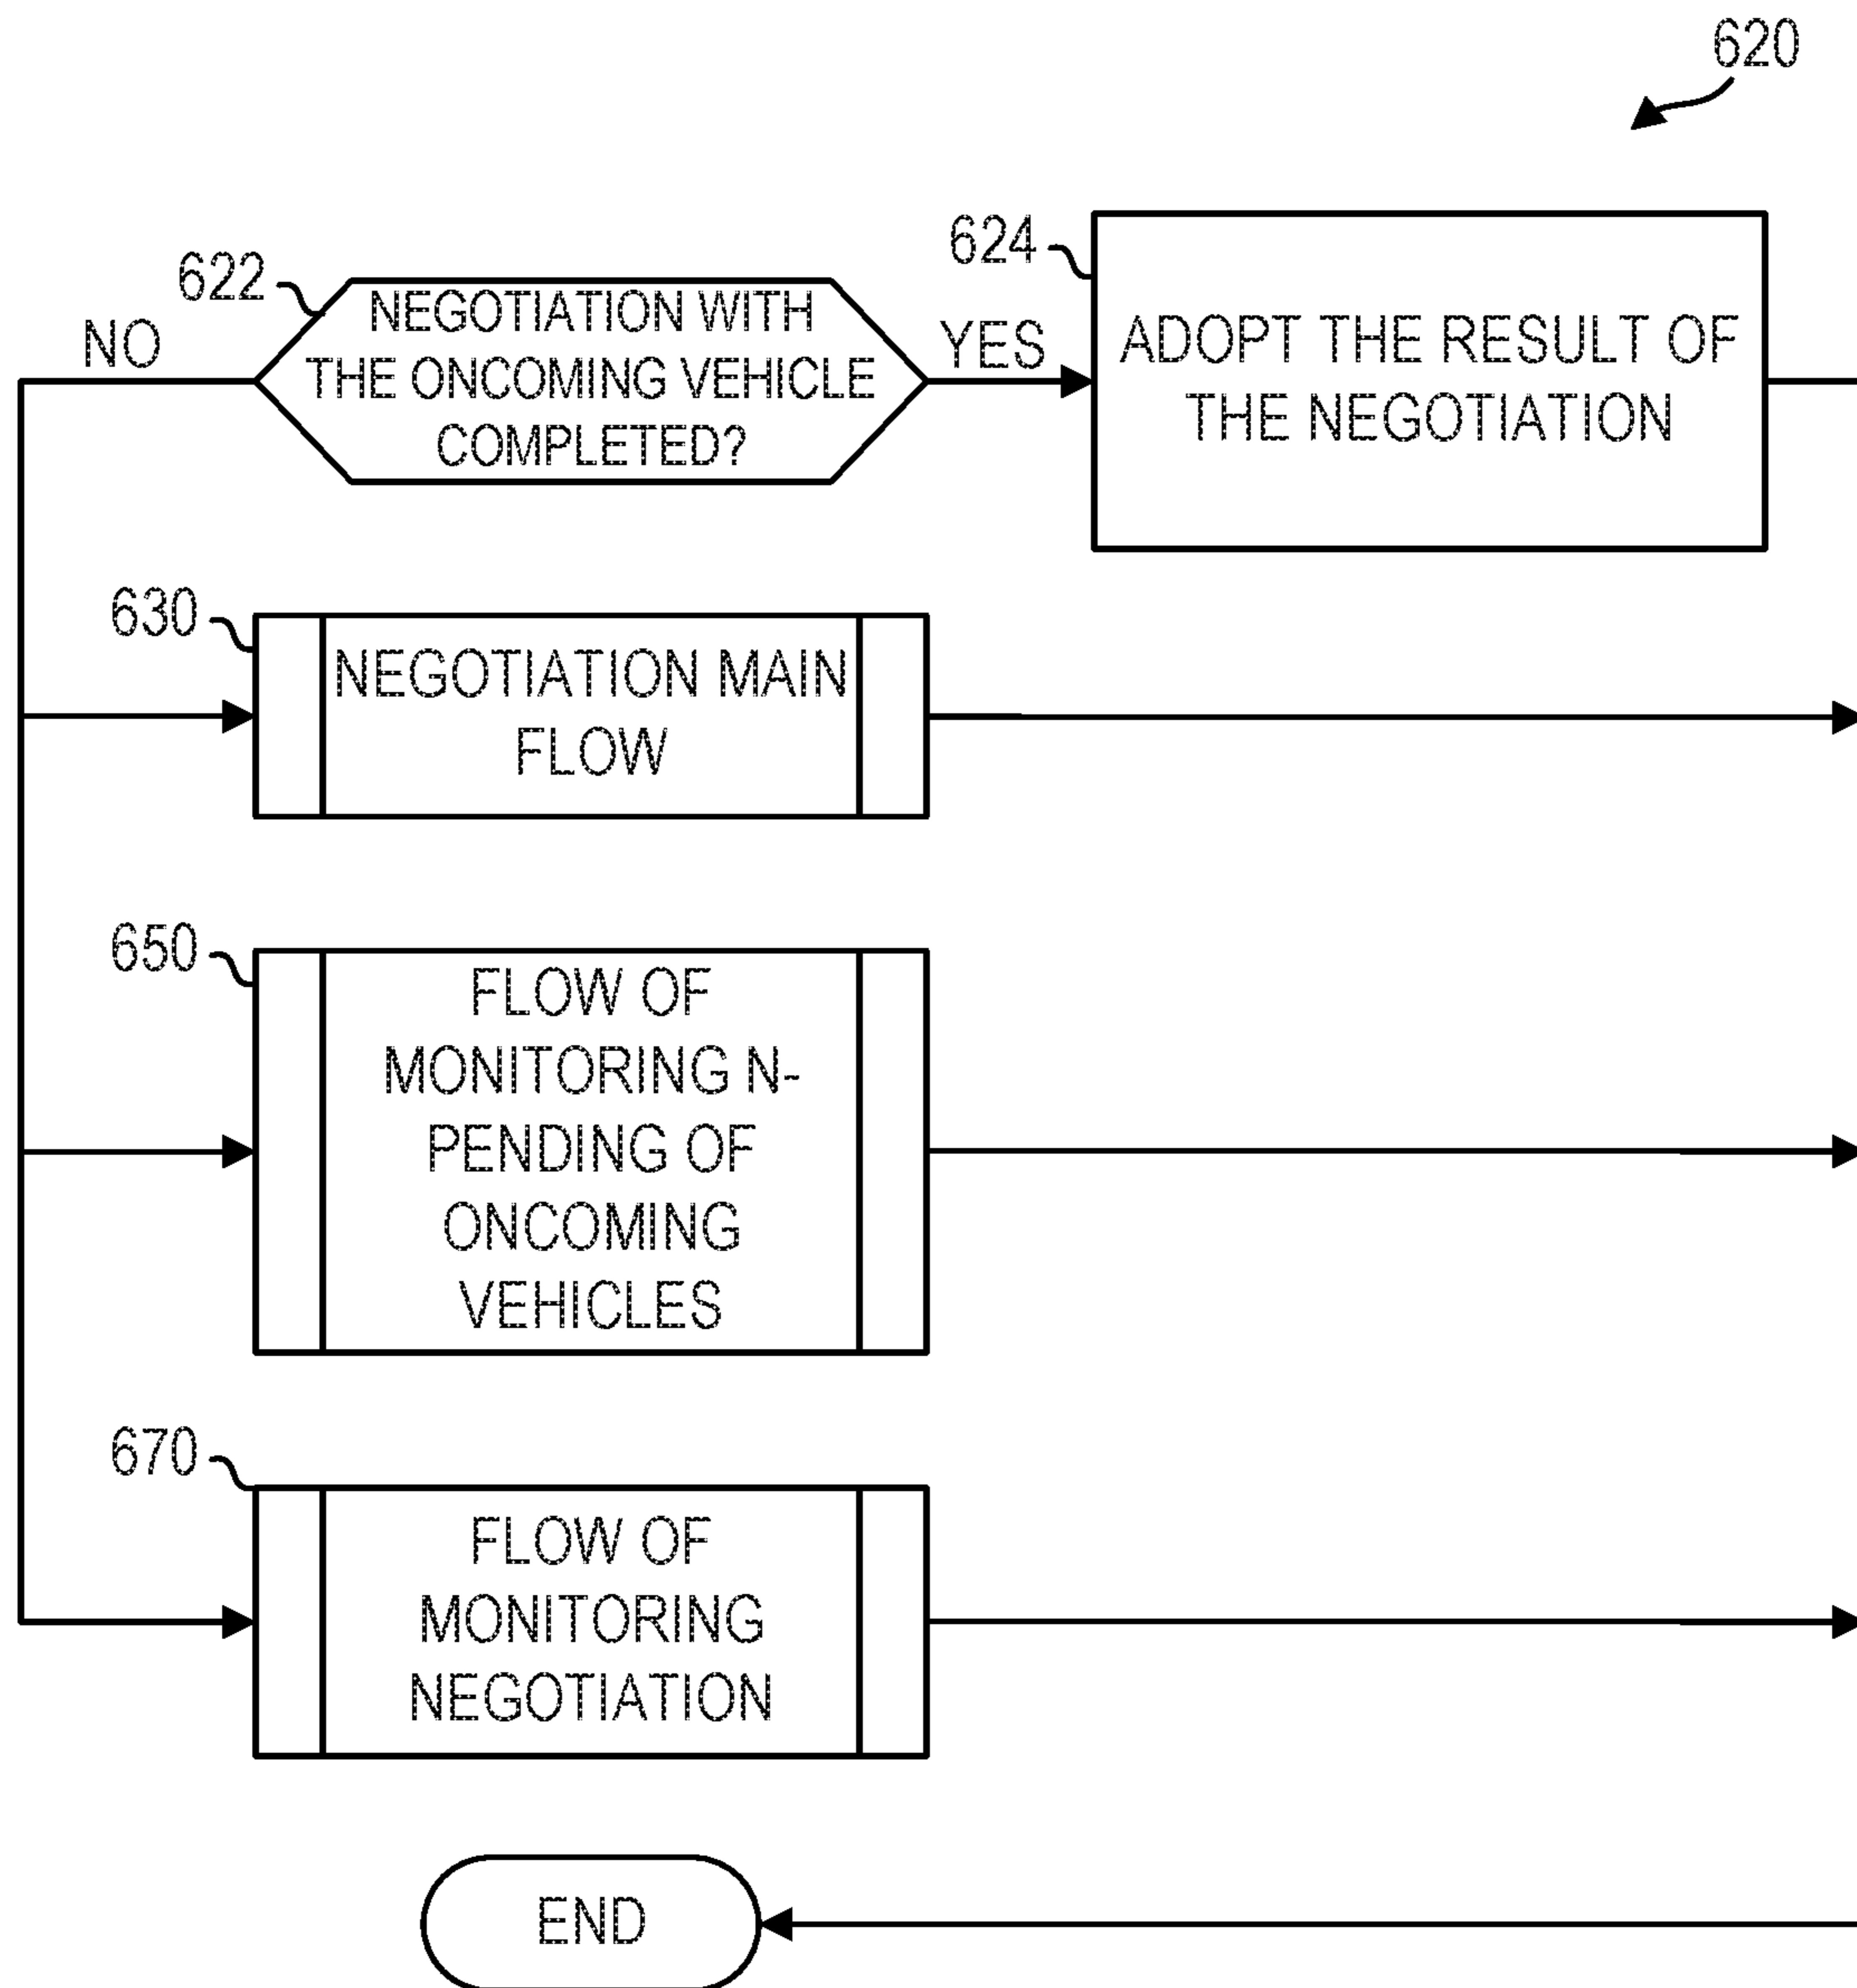 620
622
NO
NEGOTIATION WITH
THE ONCOMING VEHICLE
COMPLETED?
YES
624
ADOPT THE RESULT OF
THE NEGOTIATION
630
NEGOTIATION MAIN
FLOW
650
FLOW OF
MONITORING N-
PENDING OF
ONCOMING
VEHICLES
670
FLOW OF
MONITORING
NEGOTIATION
END